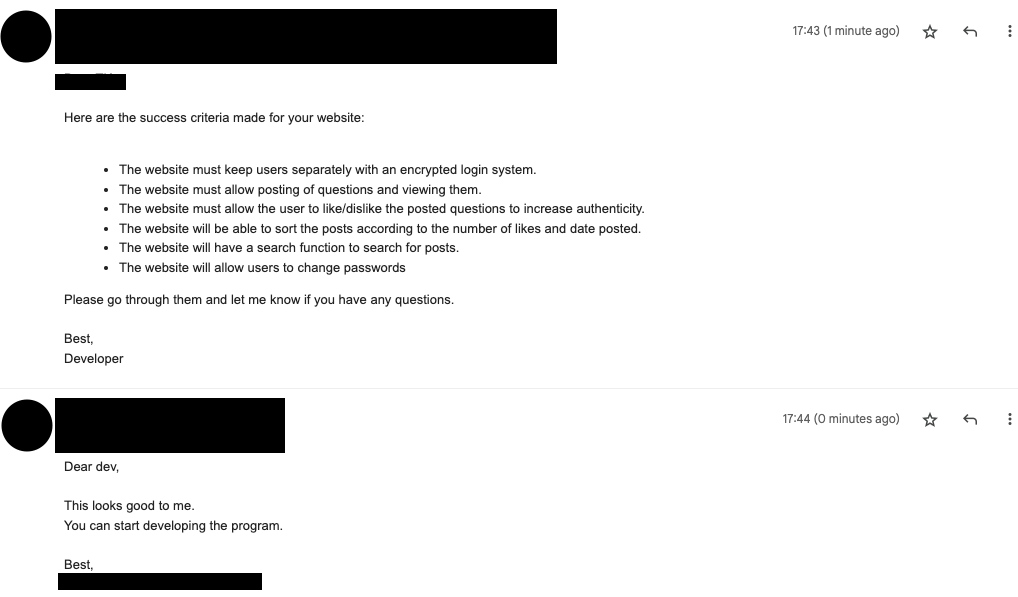 17:43 (1 minute ago)
Here are the success criteria made for your website:
• The website must keep users separately with an encrypted login system.
• The website must allow posting of questions and viewing them.
• The website must allow the user to like/dislike the posted questions to increase authenticity.
• The website will be able to sort the posts according to the number of likes and date posted.
• The website will have a search function to search for posts.
• The website will allow users to change passwords
Please go through them and let me know if you have any questions.
Best,
Developer
17:44 (0 minutes ago)
Dear dev,
This looks good to me.
You can start developing the program.
Best,